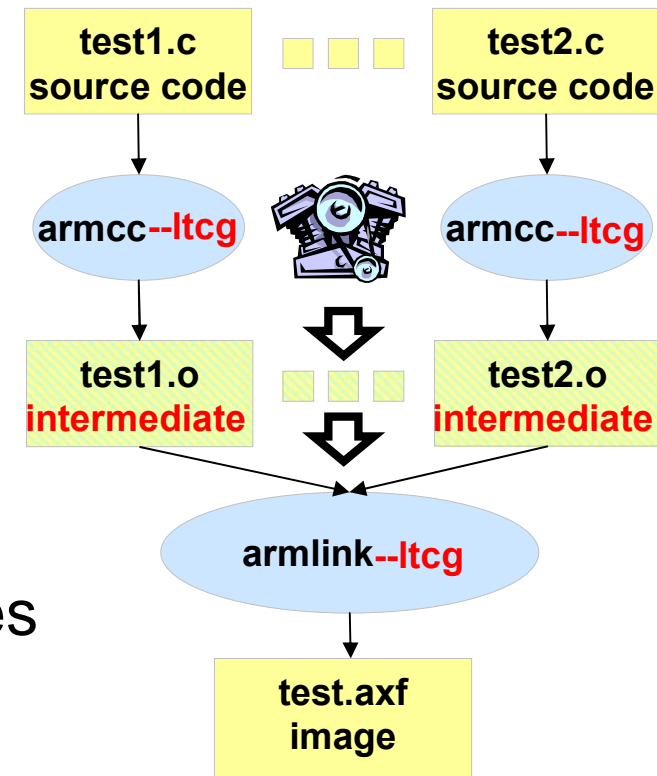 test1.c
source code
test2.c
source code
armcc--ltcg
armcc--ltcg
test1.o
intermediate
test2.o
intermediate
armlink--ltcg
es
test.axf
image